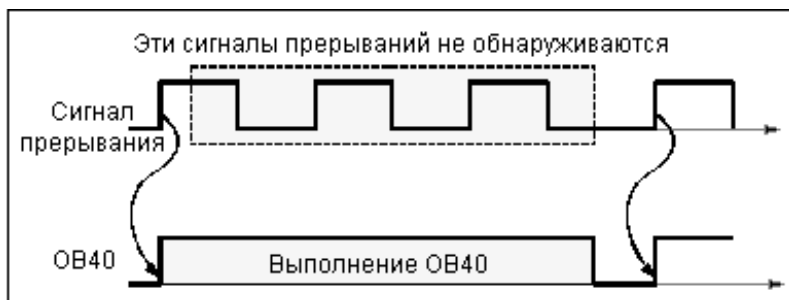 Эти сигналы прерываний не обнаруживаются
Сигнал
прерывания
OB40
Выполнение OB40